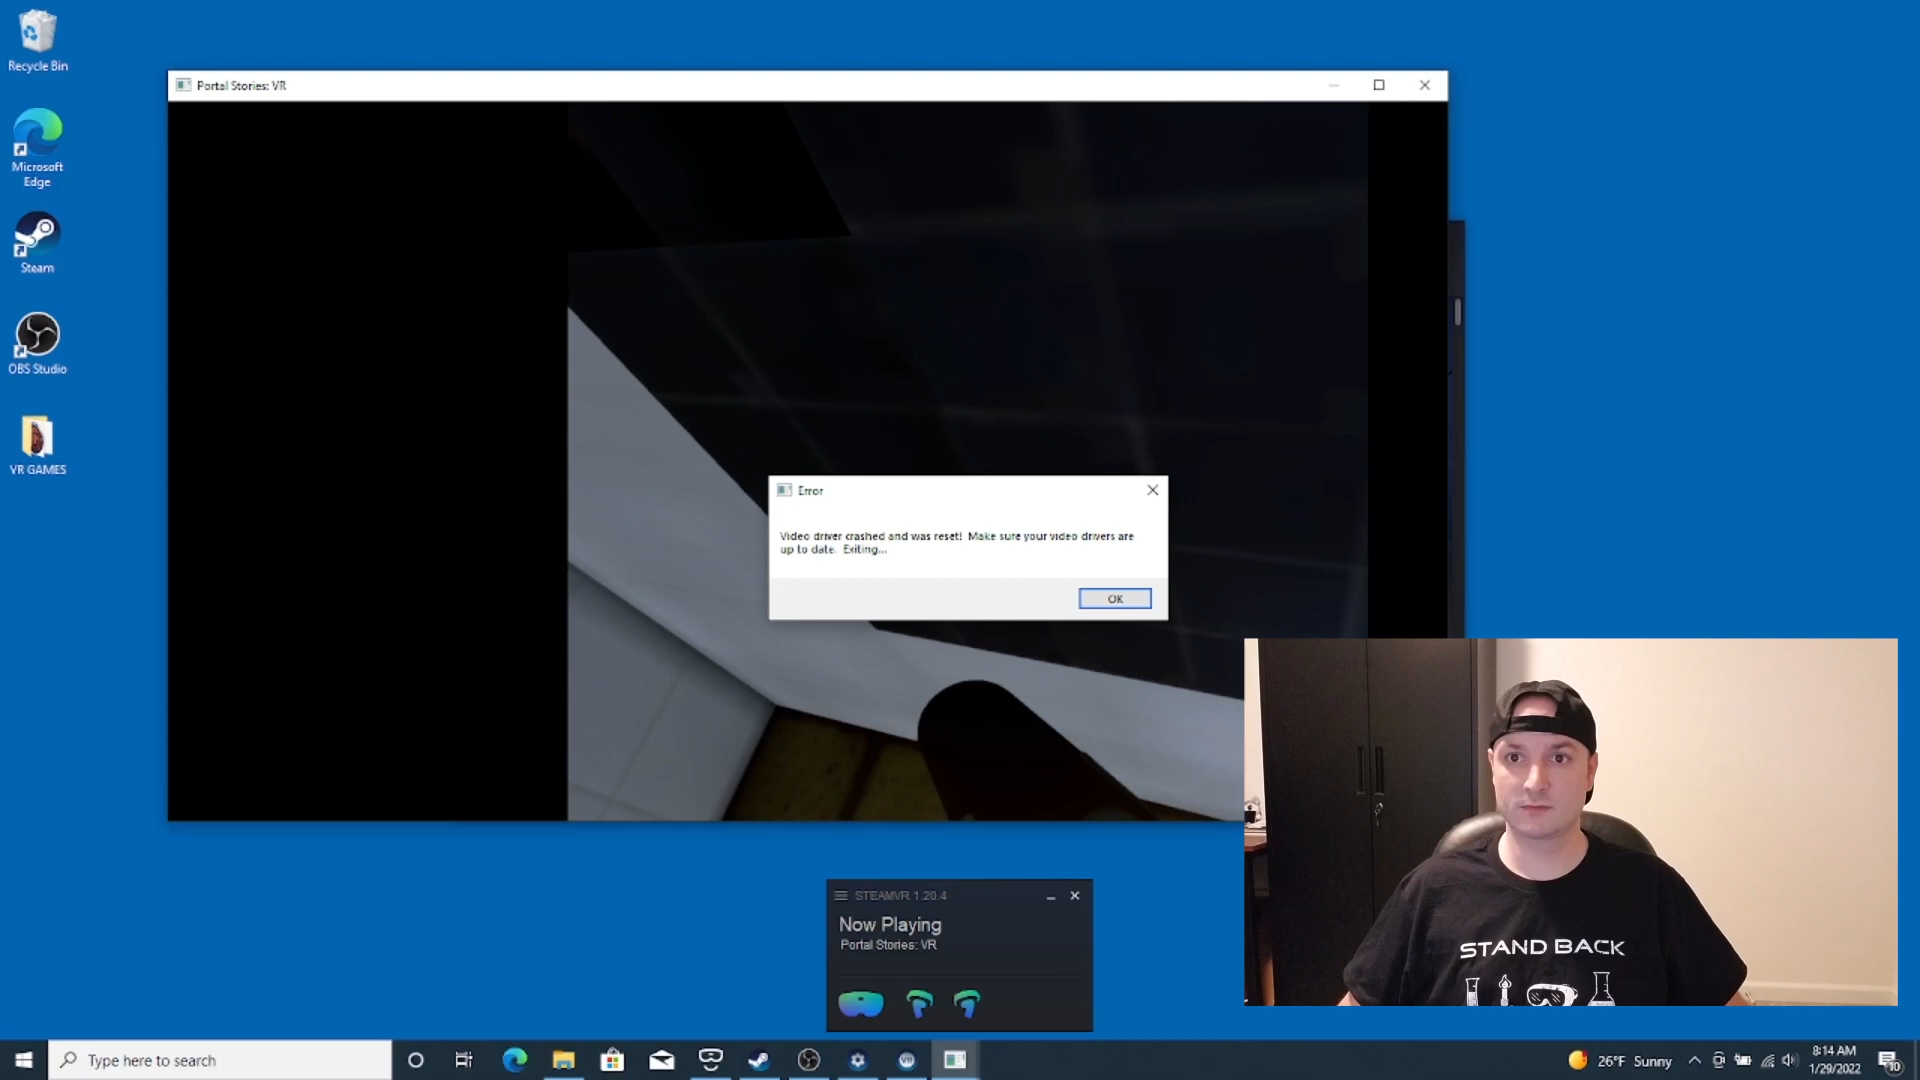 Recycle Bin
Microsoft
Edge
Steam
OBS Studio
VR GAMES
Portal Stories: VR
Error
Video driver crashed and was reset! Make sure your video drivers are
up to date. Exiting...
OK
STEAMVR 1.20.4
Now Playing
Portal Stories: VR
STAND BACK
Type here to search
26°F Sunny
8:14 AM
1/29/2022
10